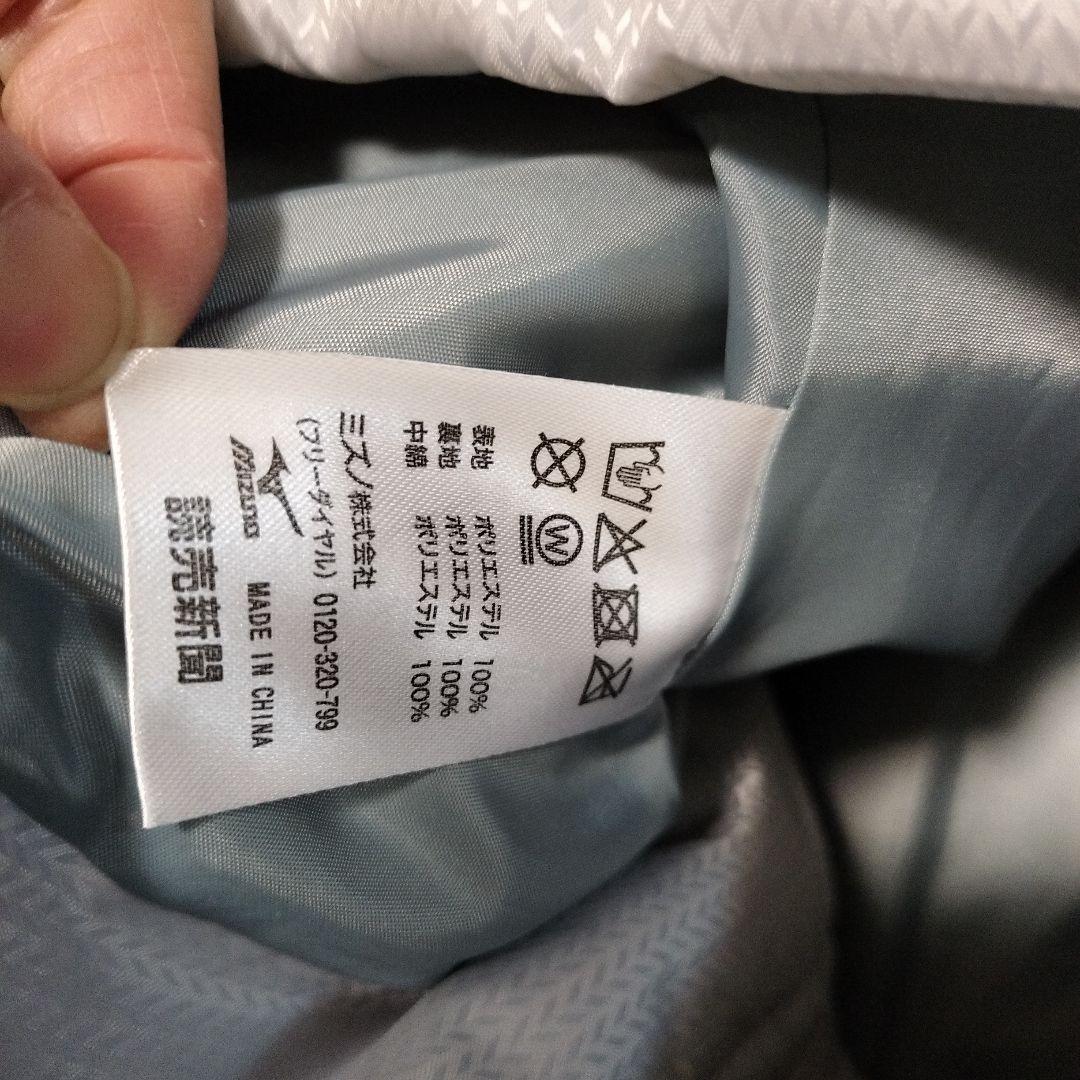 W
表地 ポリエステル 100%
裏地 ポリエステル 100%
中綿 ポリエステル 100%
ミズノ株式会社
(フリーダイヤル) 0120-320-799
MIZUNO MADE IN CHINA
読売新聞